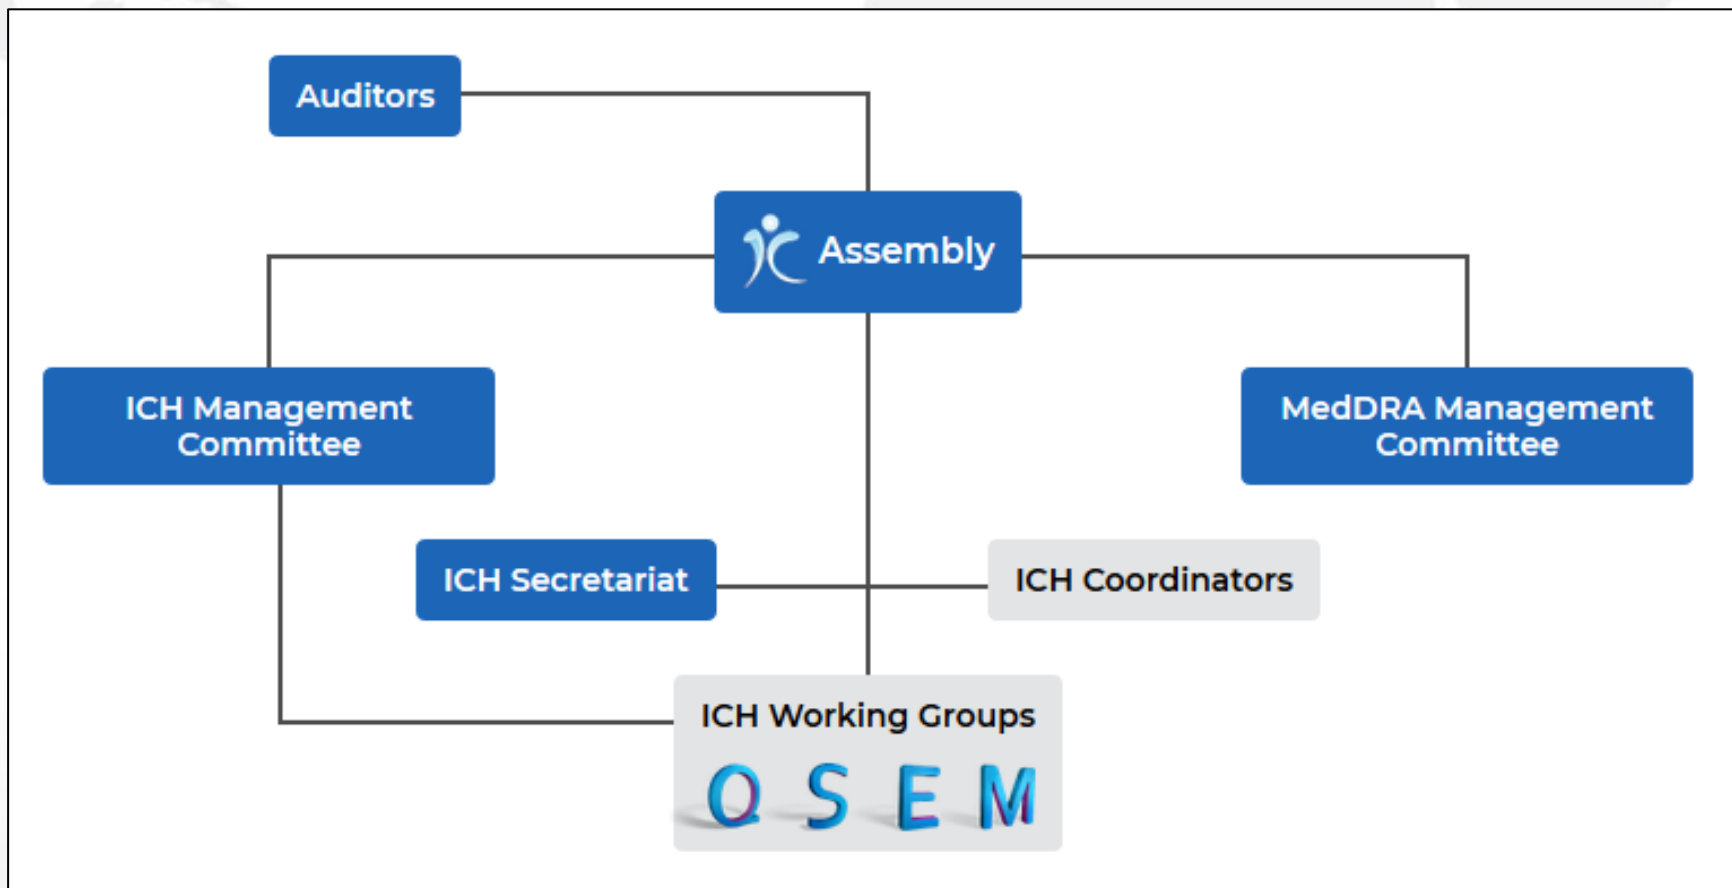 Auditors
Assembly
ICH Management
Committee
MedDRA Management
Committee
ICH Secretariat
ICH Coordinators
ICH Working Groups
Q S E M